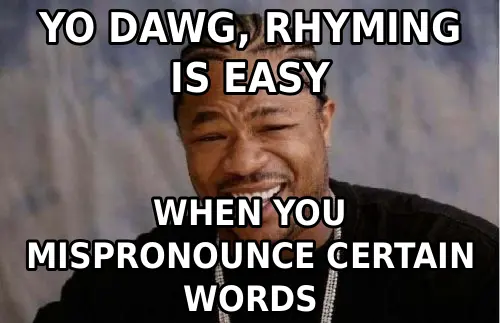 YO DAWG, RHYMING
IS EASY
WHEN YOU
MISPRONOUNCE CERTAIN
WORDS